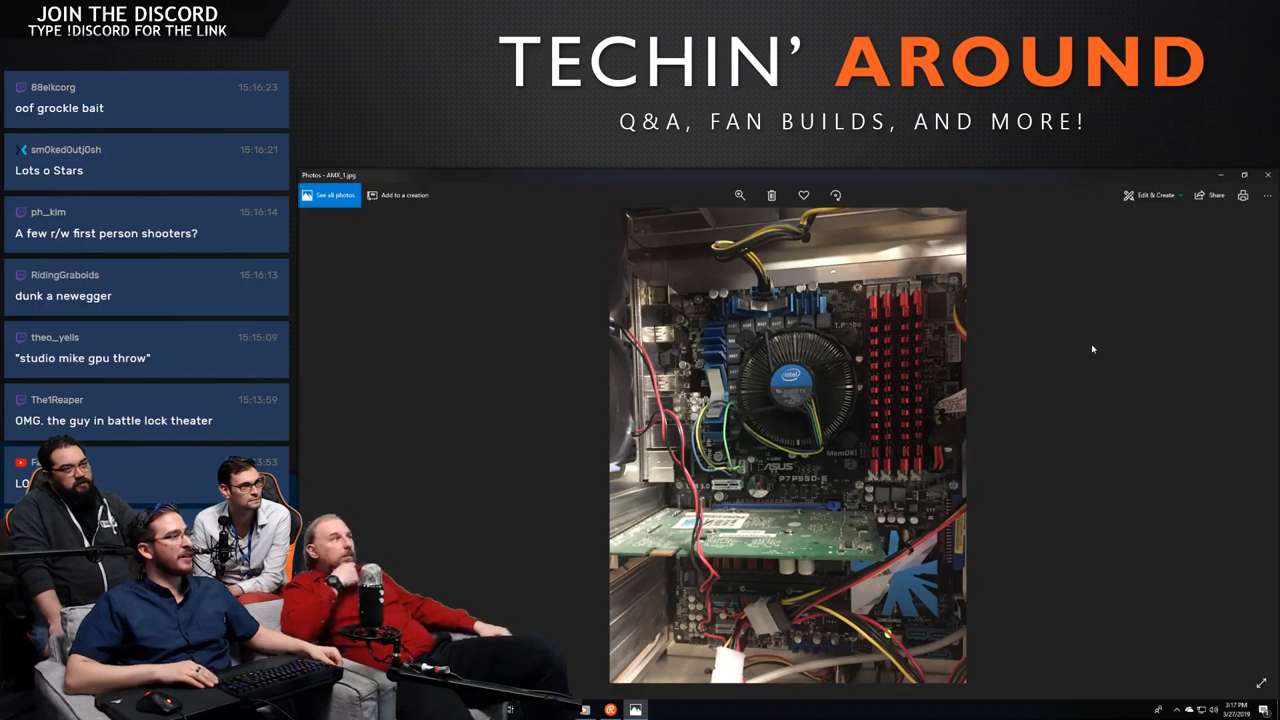 JOIN THE DISCORD
TYPE !DISCORD FOR THE LINK
TECHIN' AROUND
Q&A, FAN BUILDS, AND MORE!
88elkcorg 15:16:23
oof grockle bait
sm0ked0utj0sh 15:16:21
Lots o Stars
ph_kim 15:16:14
A few r/w first person shooters?
RidingGraboids 15:16:13
dunk a newegger
theo_yells 15:15:09
"studio mike gpu throw"
The1Reaper 15:13:59
OMG. the guy in battle lock theater
Photos - AMX_1.jpg
See all photos
Add to a creation
Edit & Create
Share
T.Probe
intel
MemOK!
ASUS
P7P55D-E
3:17 PM
3/27/2019